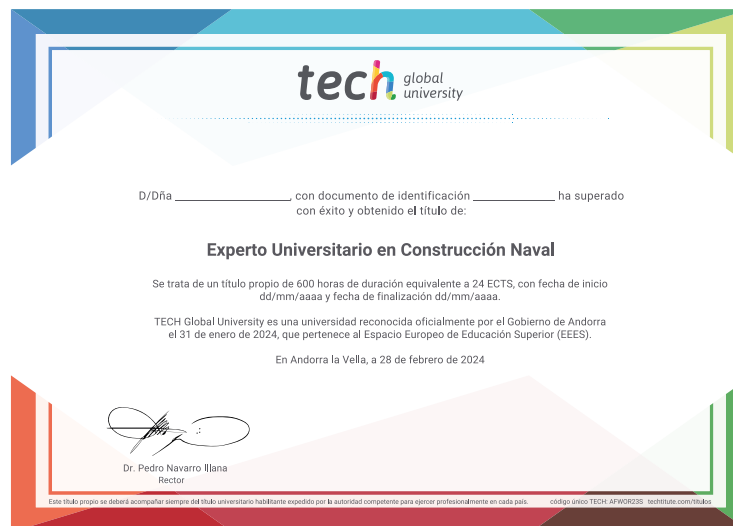 tech global university
D/Dña ____________, con documento de identificación ____________ ha superado
con éxito y obtenido el título de:
Experto Universitario en Construcción Naval
Se trata de un título propio de 600 horas de duración equivalente a 24 ECTS, con fecha de inicio
dd/mm/aaaa y fecha de finalización dd/mm/aaaa.
TECH Global University es una universidad reconocida oficialmente por el Gobierno de Andorra
el 31 de enero de 2024, que pertenece al Espacio Europeo de Educación Superior (EEES).
En Andorra la Vella, a 28 de febrero de 2024
Dr. Pedro Navarro Illana
Rector
Este título propio se deberá acompañar siempre del título universitario habilitante expedido por la autoridad competente para ejercer profesionalmente en cada país. código único TECH: AFWOR23S techtitute.com/titulos